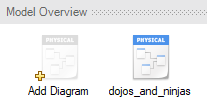 Model Overview
PHYSICAL
PHYSICAL
Add Diagram
dojos_and_ninjas